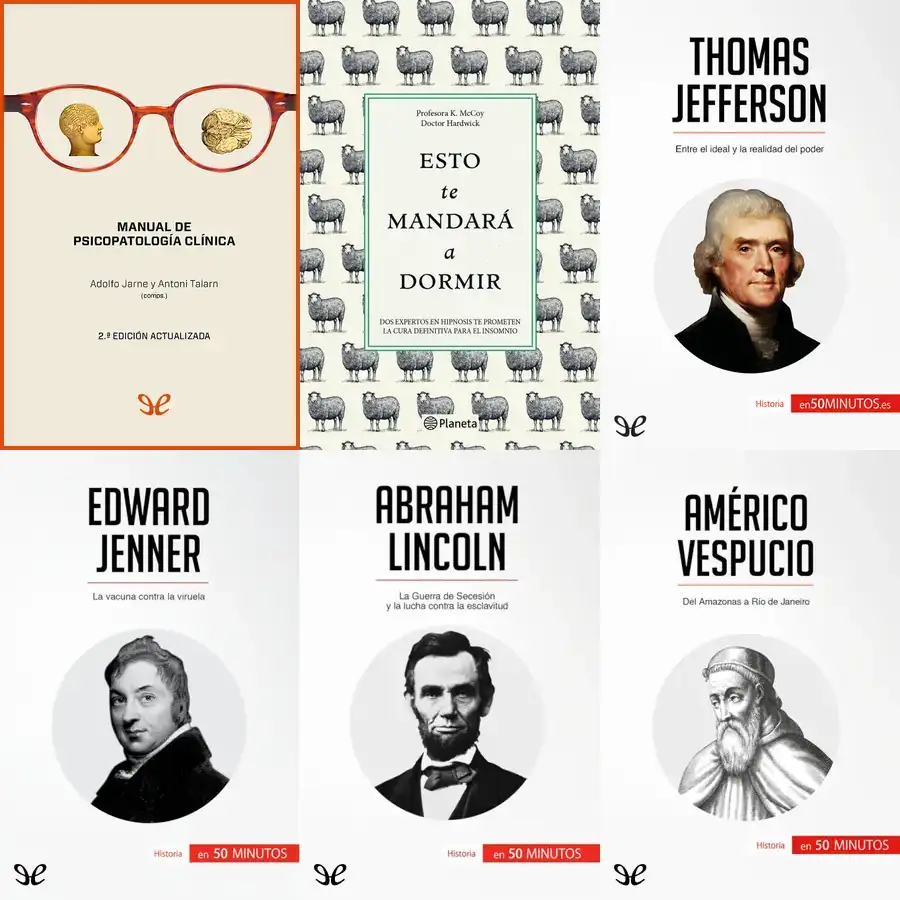 MANUAL DE
PSICOPATOLOGÍA CLÍNICA
Adolfo Jarne y Antoni Talarn
(comps.)
2.ª EDICIÓN ACTUALIZADA
Profesora K. McCoy
Doctor Hardwick
ESTO
te
MANDARÁ
a
DORMIR
DOS EXPERTOS EN HIPNOSIS TE PROMETEN
LA CURA DEFINITIVA PARA EL INSOMNIO
Planeta
THOMAS
JEFFERSON
Entre el ideal y la realidad del poder
Historia
en50MINUTOS.es
EDWARD
JENNER
La vacuna contra la viruela
Historia
en 50 MINUTOS
ABRAHAM
LINCOLN
La Guerra de Secesión
y la lucha contra la esclavitud
Historia
en 50 MINUTOS
AMÉRICO
VESPUCIO
Del Amazonas a Río de Janeiro
Historia
en 50 MINUTOS